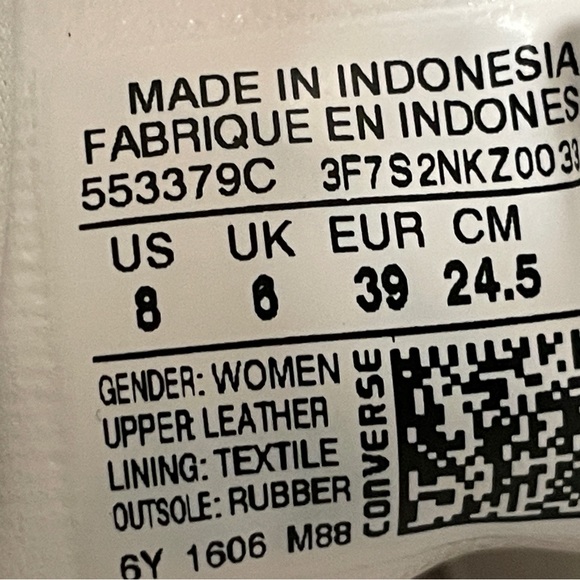 MADE IN INDONESIA
FABRIQUE EN INDONES
553379C 3F7S2NKZ0033
US UK EUR CM
8 6 39 24.5
GENDER: WOMEN
UPPER LEATHER
LINING: TEXTILE
OUTSOLE: RUBBER
6Y 1606 M88
CONVERSE